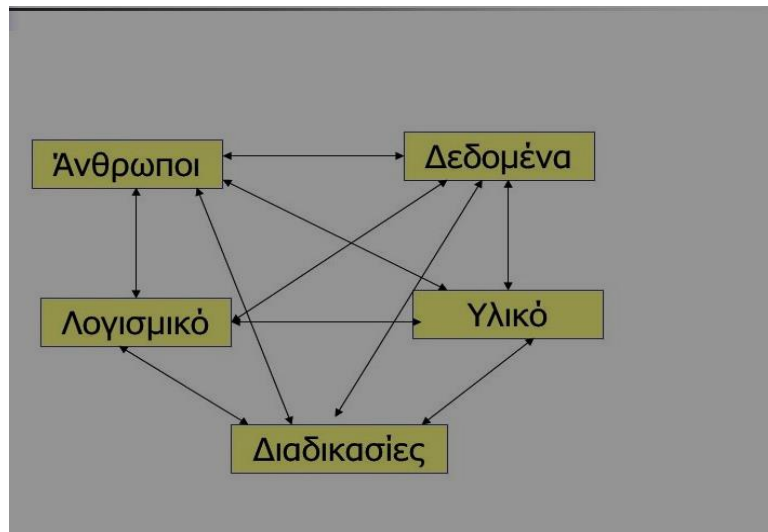 Άνθρωποι
Δεδομένα
Λογισμικό
Υλικό
Διαδικασίες